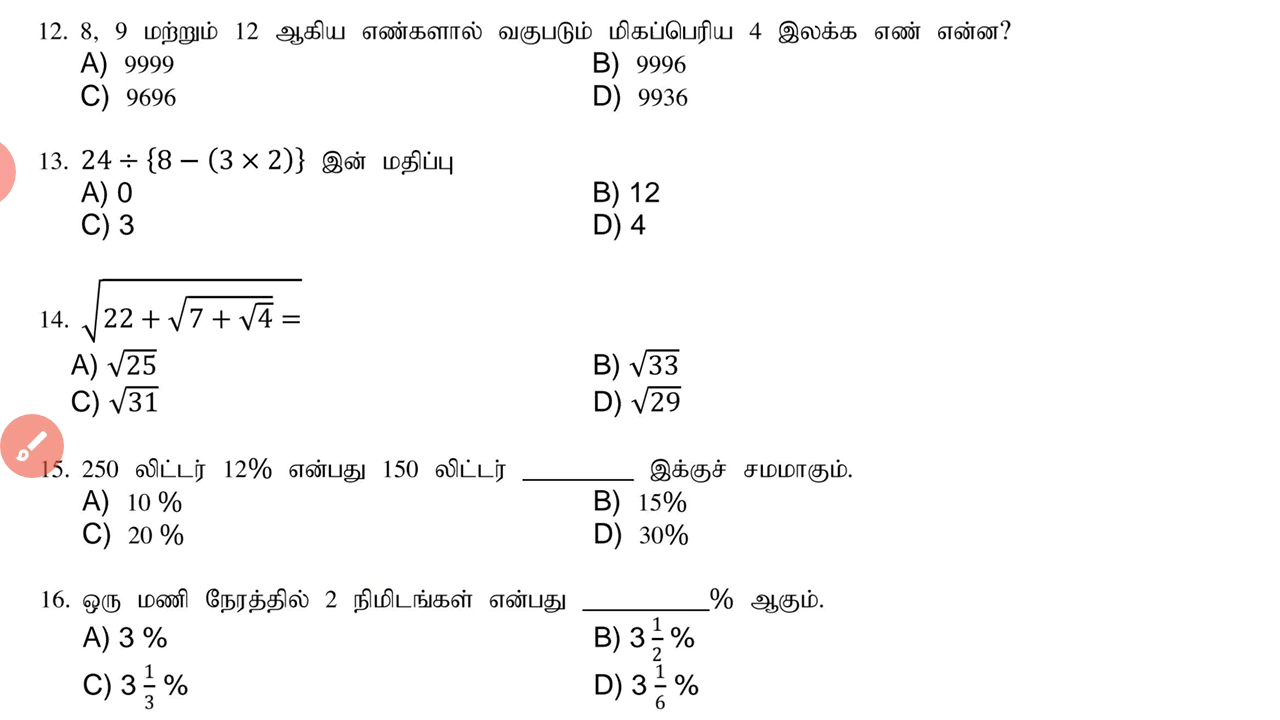 12. 8, 9 மற்றும் 12 ஆகிய எண்களால் வகுபடும் மிகப்பெரிய 4 இலக்க எண் என்ன?
A) 9999 B) 9996
C) 9696 D) 9936
13. 24 ÷ {8 − (3 × 2)} இன் மதிப்பு
A) 0 B) 12
C) 3 D) 4
14. √(22 + √(7 + √4)) =
A) √25 B) √33
C) √31 D) √29
15. 250 லிட்டர் 12% என்பது 150 லிட்டர் ________ இக்குச் சமமாகும்.
A) 10 % B) 15%
C) 20 % D) 30%
16. ஒரு மணி நேரத்தில் 2 நிமிடங்கள் என்பது _________% ஆகும்.
A) 3 % B) 3 1/2 %
C) 3 1/3 % D) 3 1/6 %